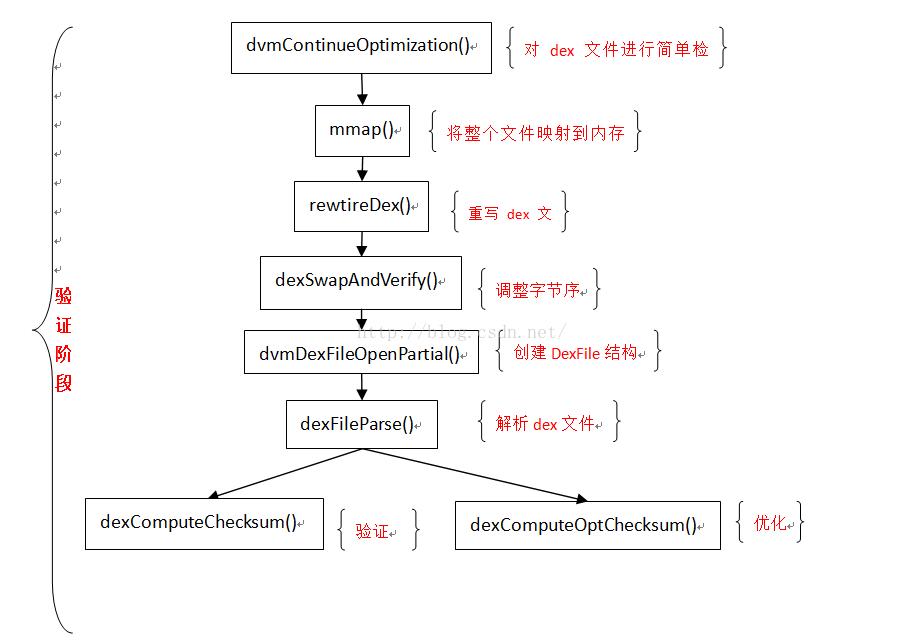 dvmContinueOptimization()
对 dex 文件进行简单检
mmap()
将整个文件映射到内存
rewtireDex()
重写 dex 文
dexSwapAndVerify()
调整字节序
http://blog.csdn.net/
dvmDexFileOpenPartial()
创建 DexFile 结构
验证阶段
dexFileParse()
解析 dex 文件
dexComputeChecksum()
验证
dexComputeOptChecksum()
优化